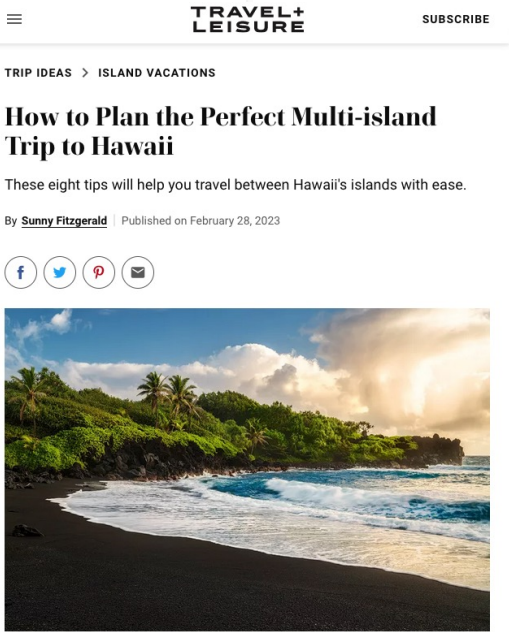 TRAVEL+
LEISURE
SUBSCRIBE
TRIP IDEAS > ISLAND VACATIONS
How to Plan the Perfect Multi-island
Trip to Hawaii
These eight tips will help you travel between Hawaii's islands with ease.
By Sunny Fitzgerald | Published on February 28, 2023